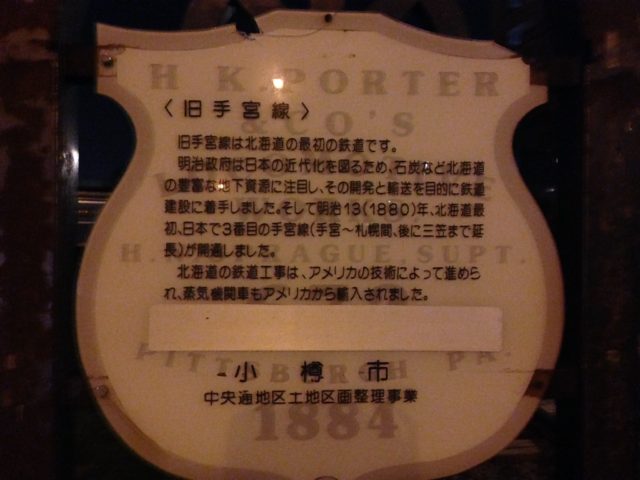 H K. PORTER
〈旧手宮線〉
& CO'S
旧手宮線は北海道の最初の鉄道です。
明治政府は日本の近代化を図るため、石炭など北海道
の豊富な地下資源に注目し、その開発と輸送を目的に鉄道
建設に着手しました。そして明治13(1880)年、北海道最
初、日本で3番目の手宮線(手宮～札幌間、後に三笠まで延
長)が開通しました。
SUPT.
北海道の鉄道工事は、アメリカの技術によって進めら
れ、蒸気機関車もアメリカから輸入されました。
PITTSBURGH PA.
小樽市
中央通地区土地区画整理事業
1884